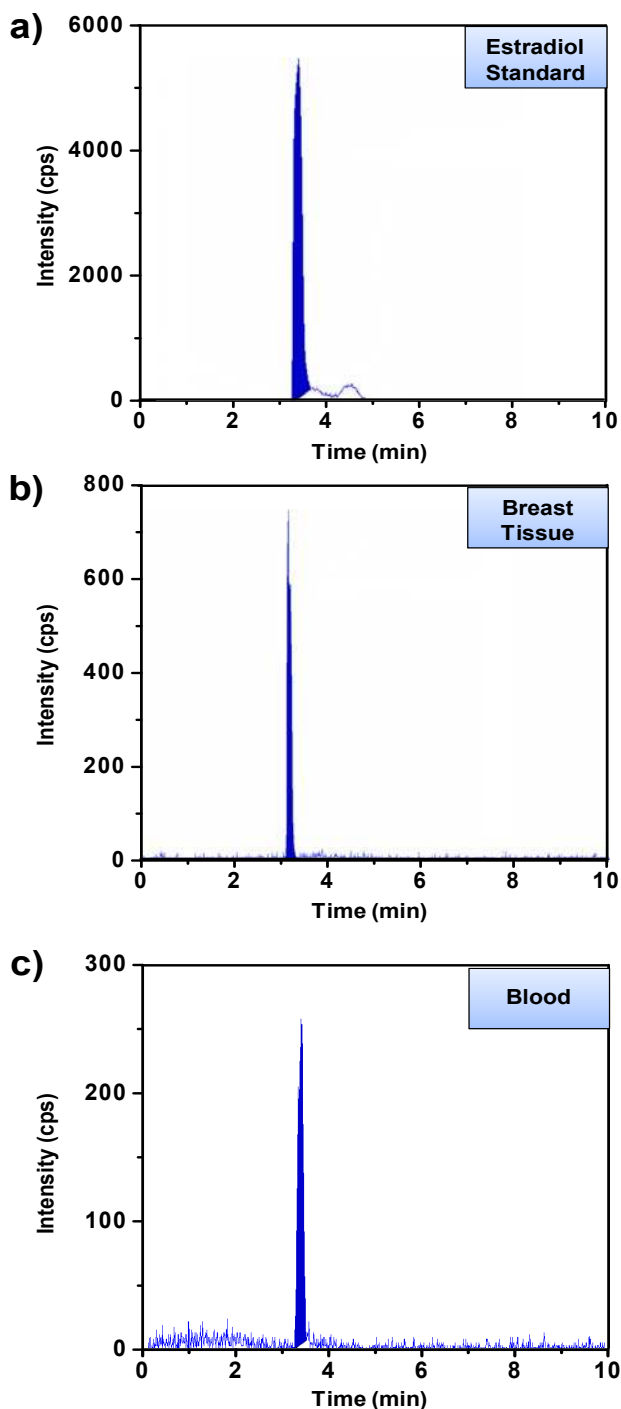 a)
Estradiol
Standard
Intensity (cps)
6000
4000
2000
0
0 2 4 6 8 10
Time (min)
b)
Breast
Tissue
Intensity (cps)
800
600
400
200
0
0 2 4 6 8 10
Time (min)
c)
Blood
Intensity (cps)
300
200
100
0
0 2 4 6 8 10
Time (min)